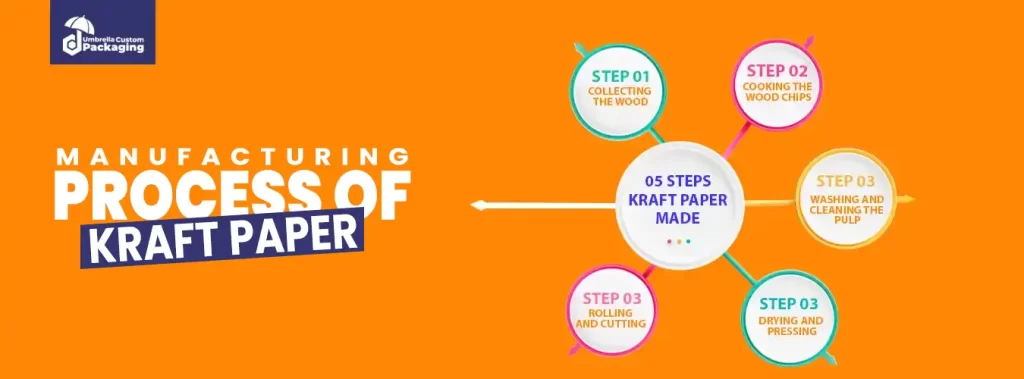 Umbrella Custom
Packaging
MANUFACTURING
PROCESS OF
KRAFT PAPER
05 STEPS
KRAFT PAPER
MADE
STEP 01
COLLECTING
THE WOOD
STEP 02
COOKING THE
WOOD CHIPS
STEP 03
WASHING AND
CLEANING THE
PULP
STEP 03
DRYING AND
PRESSING
STEP 03
ROLLING
AND CUTTING